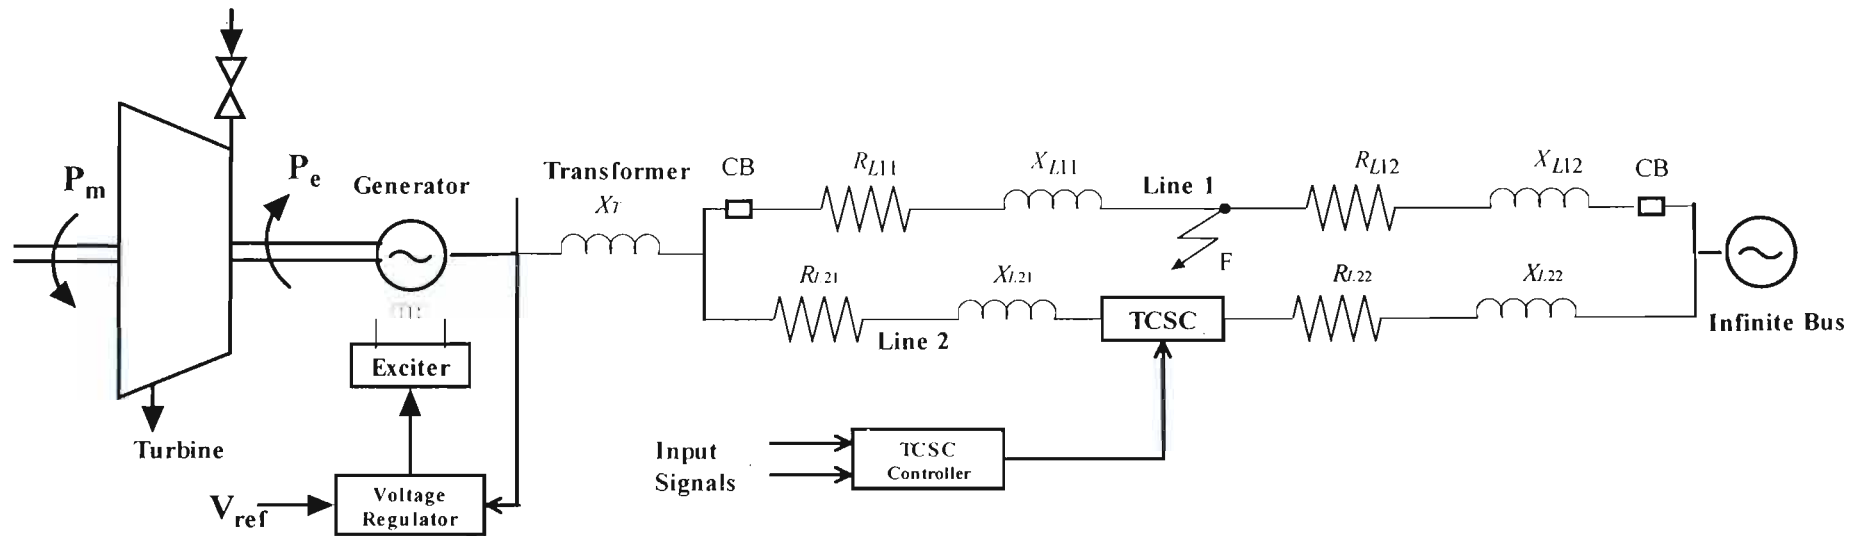 P_m
P_e
Generator
Transformer
X_T
CB
R_L11
X_L11
Line 1
R_L12
X_L12
CB
F
R_L21
X_L21
R_L22
X_L22
TCSC
Line 2
Infinite Bus
Exciter
Turbine
Input
Signals
TCSC
Controller
V_ref
Voltage
Regulator